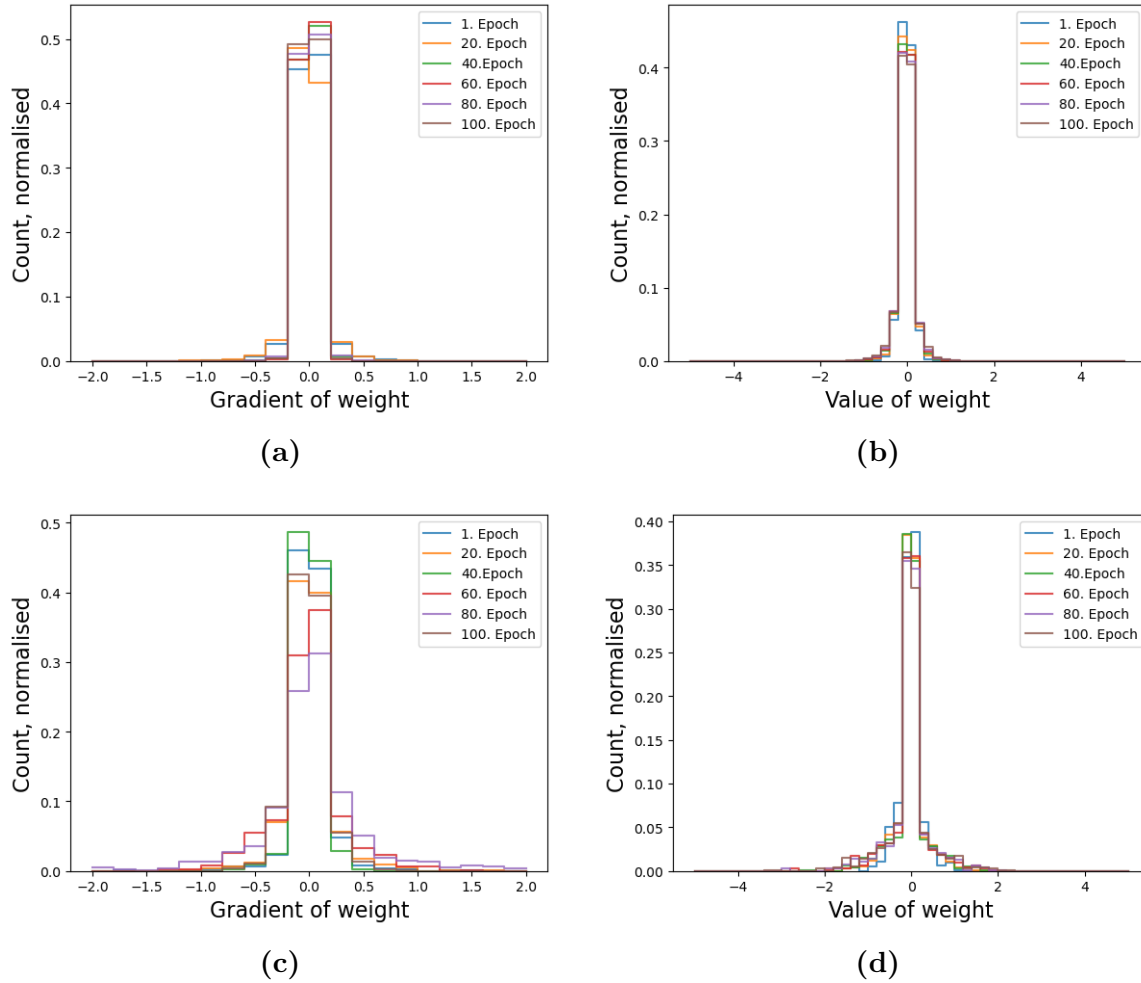 0.5
0.4
0.3
0.2
0.1
0.0
Count, normalised
−2.0 −1.5 −1.0 −0.5 0.0 0.5 1.0 1.5 2.0
Gradient of weight
1. Epoch
20. Epoch
40.Epoch
60. Epoch
80. Epoch
100. Epoch
(a)
0.4
0.3
0.2
0.1
0.0
Count, normalised
−4 −2 0 2 4
Value of weight
1. Epoch
20. Epoch
40.Epoch
60. Epoch
80. Epoch
100. Epoch
(b)
0.5
0.4
0.3
0.2
0.1
0.0
Count, normalised
−2.0 −1.5 −1.0 −0.5 0.0 0.5 1.0 1.5 2.0
Gradient of weight
1. Epoch
20. Epoch
40.Epoch
60. Epoch
80. Epoch
100. Epoch
(c)
0.40
0.35
0.30
0.25
0.20
0.15
0.10
0.05
0.00
Count, normalised
−4 −2 0 2 4
Value of weight
1. Epoch
20. Epoch
40.Epoch
60. Epoch
80. Epoch
100. Epoch
(d)